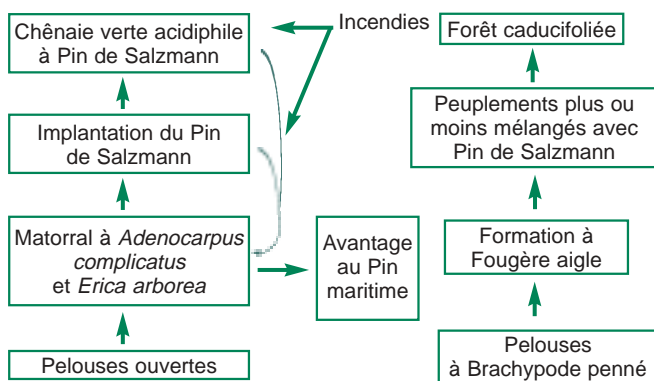 Chênaie verte acidiphile
à Pin de Salzmann
Incendies
Forêt caducifoliée
Implantation du Pin
de Salzmann
Peuplements plus ou
moins mélangés avec
Pin de Salzmann
Matorral à Adenocarpus
complicatus
et Erica arborea
Avantage
au Pin
maritime
Formation à
Fougère aigle
Pelouses ouvertes
Pelouses
à Brachypode penné